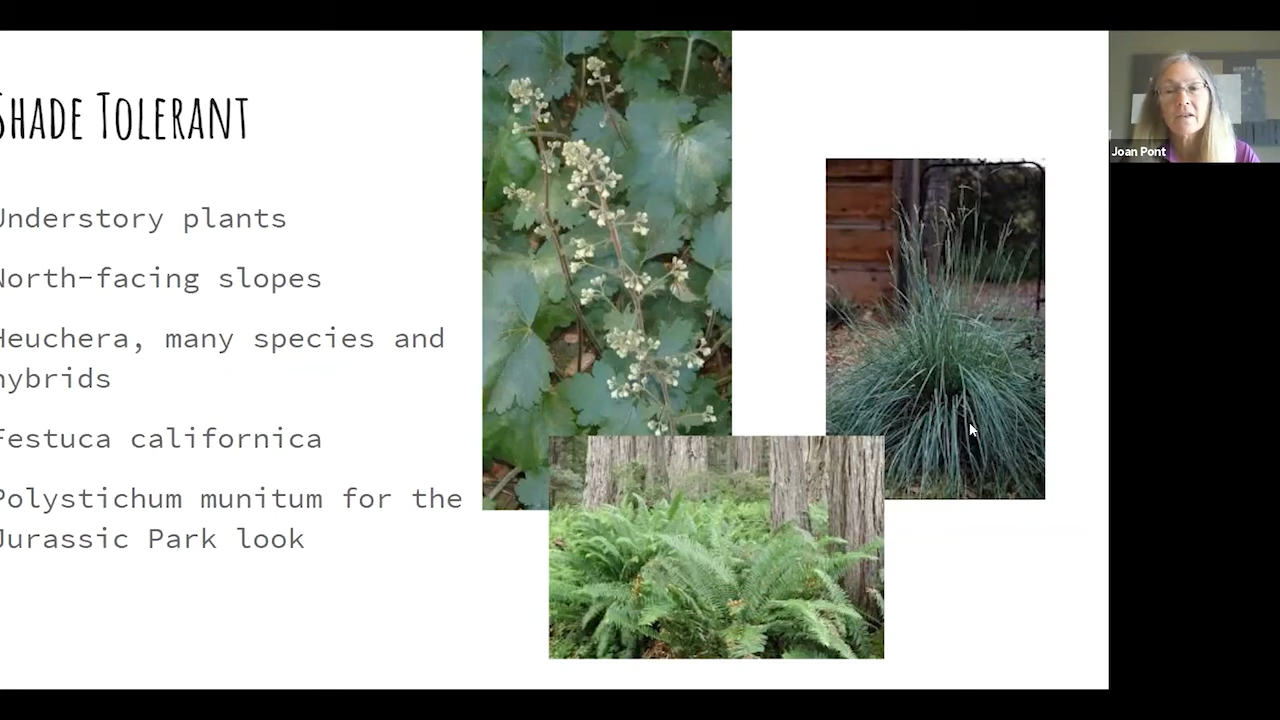 SHADE TOLERANT
Understory plants
North-facing slopes
Heuchera, many species and
hybrids
Festuca californica
Polystichum munitum for the
Jurassic Park look
Joan Pont